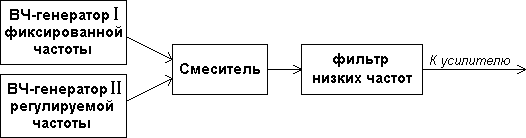 ВЧ-генератор I
фиксированной
частоты
ВЧ-генератор II
регулируемой
частоты
Смеситель
фильтр
низких частот
К усилителю